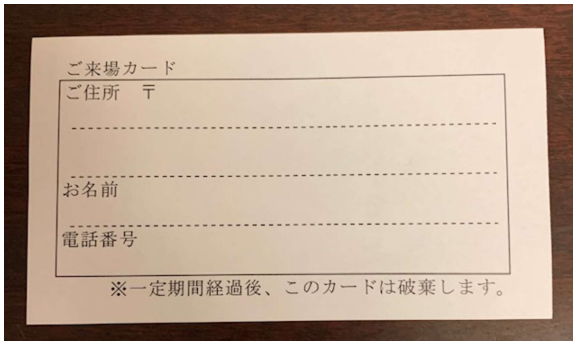 ご来場カード
ご住所　〒
お名前
電話番号
※一定期間経過後、このカードは破棄します。